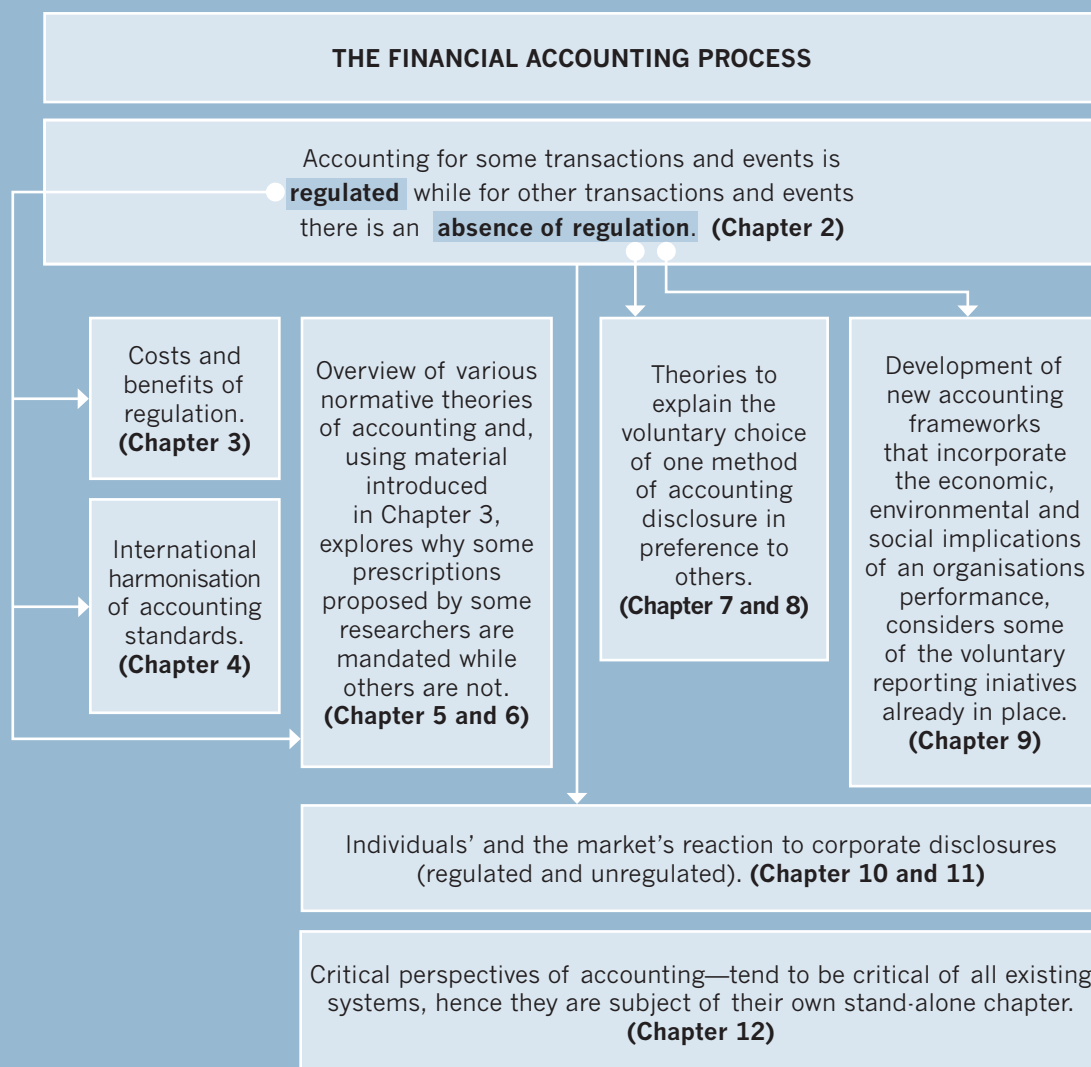 THE FINANCIAL ACCOUNTING PROCESS
Accounting for some transactions and events is
regulated while for other transactions and events
there is an absence of regulation. (Chapter 2)
Costs and
benefits of
regulation.
(Chapter 3)
International
harmonisation
of accounting
standards.
(Chapter 4)
Overview of various
normative theories
of accounting and,
using material
introduced
in Chapter 3,
explores why some
prescriptions
proposed by some
researchers are
mandated while
others are not.
(Chapter 5 and 6)
Theories to
explain the
voluntary choice
of one method
of accounting
disclosure in
preference to
others.
(Chapter 7 and 8)
Development of
new accounting
frameworks
that incorporate
the economic,
environmental and
social implications
of an organisations
performance,
considers some
of the voluntary
reporting iniatives
already in place.
(Chapter 9)
Individuals’ and the market’s reaction to corporate disclosures
(regulated and unregulated). (Chapter 10 and 11)
Critical perspectives of accounting—tend to be critical of all existing
systems, hence they are subject of their own stand-alone chapter.
(Chapter 12)